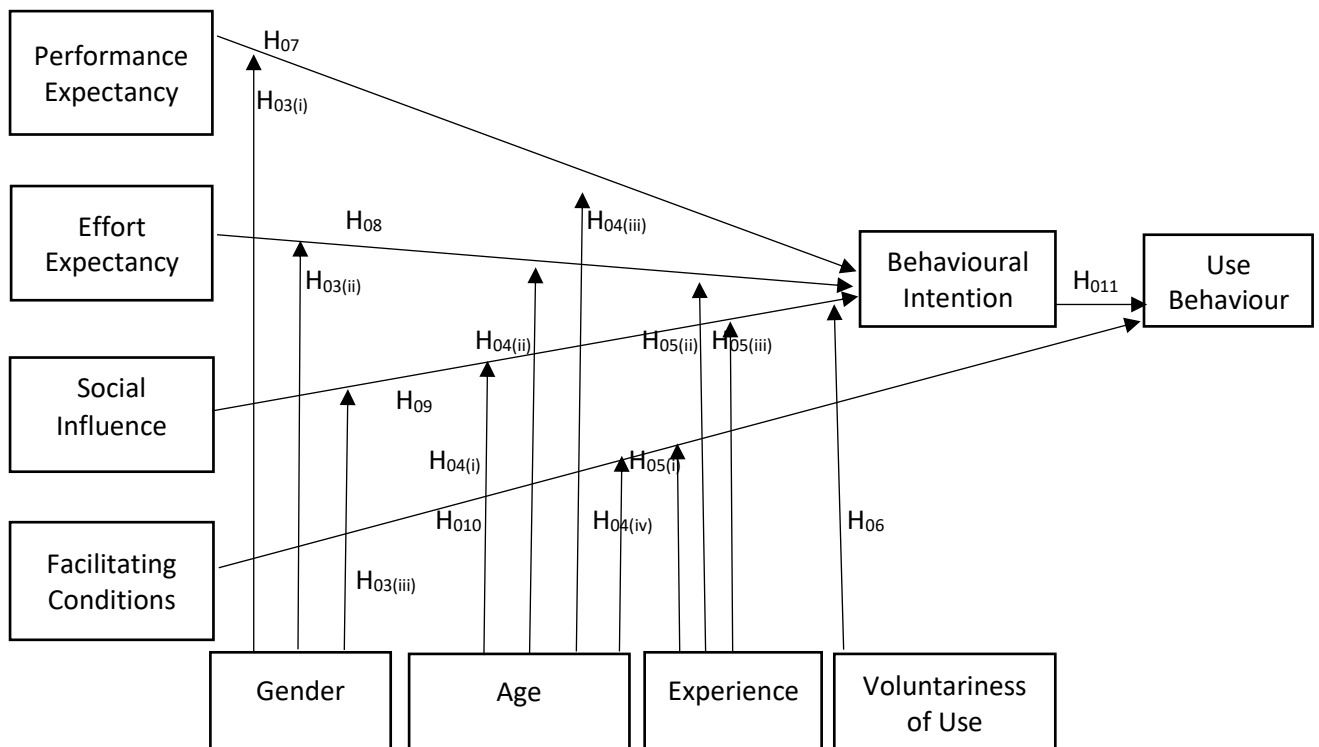 Performance
Expectancy
H07
H03(i)
Effort
Expectancy
H08
H04(iii)
H03(ii)
Behavioural
Intention
H011
Use
Behaviour
H04(ii)
H05(ii)
H05(iii)
Social
Influence
H09
H04(i)
H05(i)
H010
H04(iv)
H06
Facilitating
Conditions
H03(iii)
Gender
Age
Experience
Voluntariness
of Use